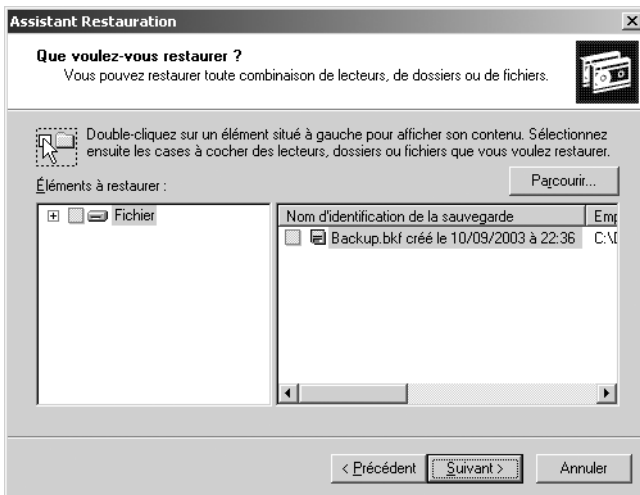 Assistant Restauration
Que voulez-vous restaurer ?
Vous pouvez restaurer toute combinaison de lecteurs, de dossiers ou de fichiers.
Double-cliquez sur un élément situé à gauche pour afficher son contenu. Sélectionnez
ensuite les cases à cocher des lecteurs, dossiers ou fichiers que vous voulez restaurer.
Parcourir...
Éléments à restaurer :
Fichier
Nom d'identification de la sauvegarde Emp
Backup.bkf créé le 10/09/2003 à 22:36 C:\
< Précédent Suivant > Annuler